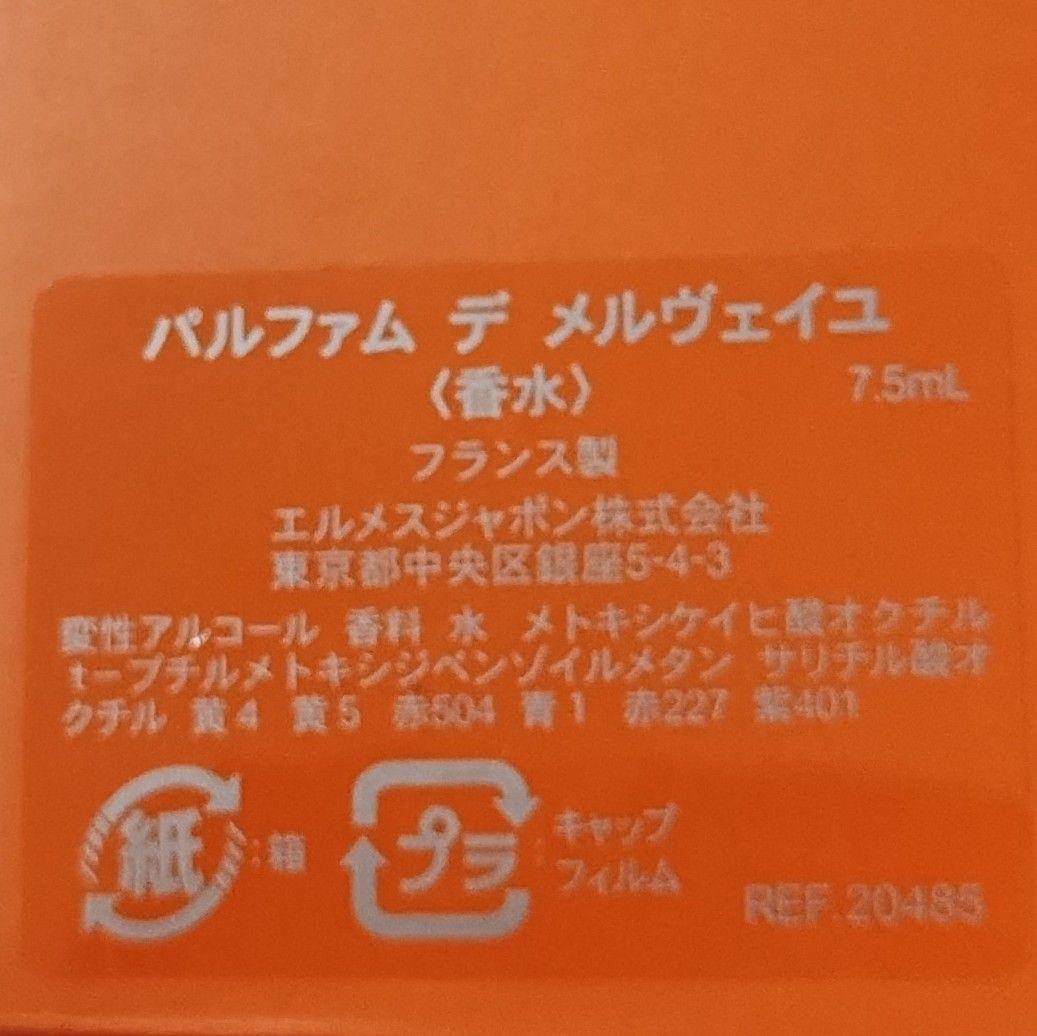 パルファム デ メルヴェイユ
〈香水〉 7.5mL
フランス製
エルメスジャポン株式会社
東京都中央区銀座5-4-3
変性アルコール 香料 水 メトキシケイヒ酸オクチル
t－ブチルメトキシジベンゾイルメタン サリチル酸オ
クチル 黄4 黄5 赤504 青1 赤227 紫401
紙 :箱
プラ : キャップ
フィルム
REF.20485